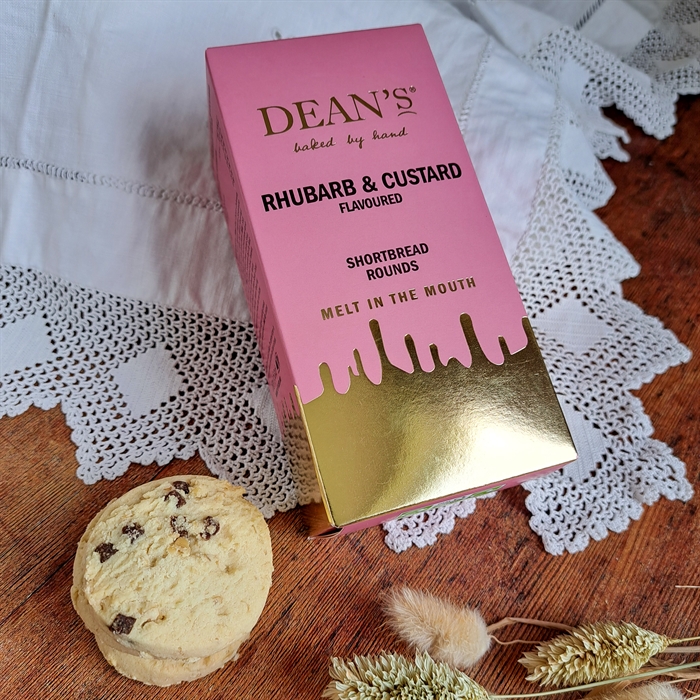 DEAN'S®
baked by hand
RHUBARB & CUSTARD
FLAVOURED
SHORTBREAD
ROUNDS
MELT IN THE MOUTH